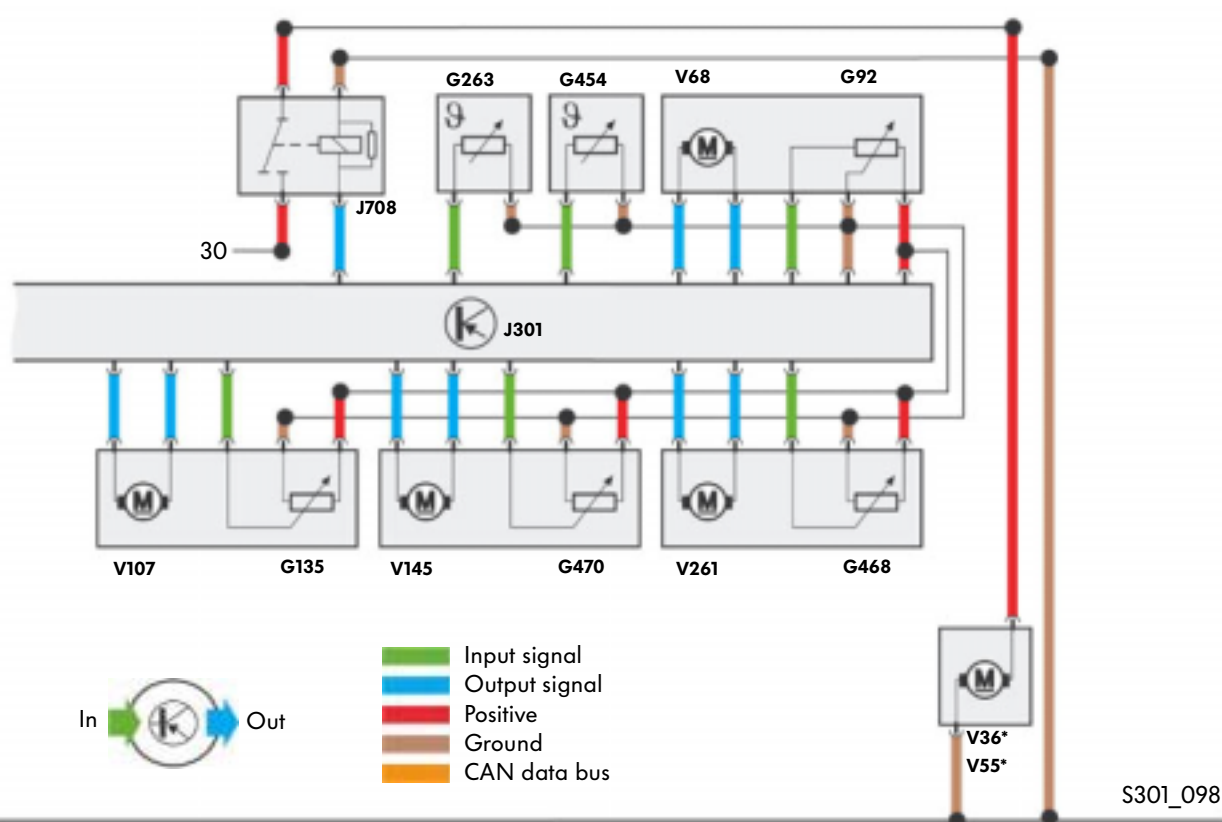 G263
G454
V68
G92
J708
30
J301
V107
G135
V145
G470
V261
G468
Input signal
Output signal
Positive
Ground
CAN data bus
In
Out
M
M
M
M
M
V36*
V55*
S301_098